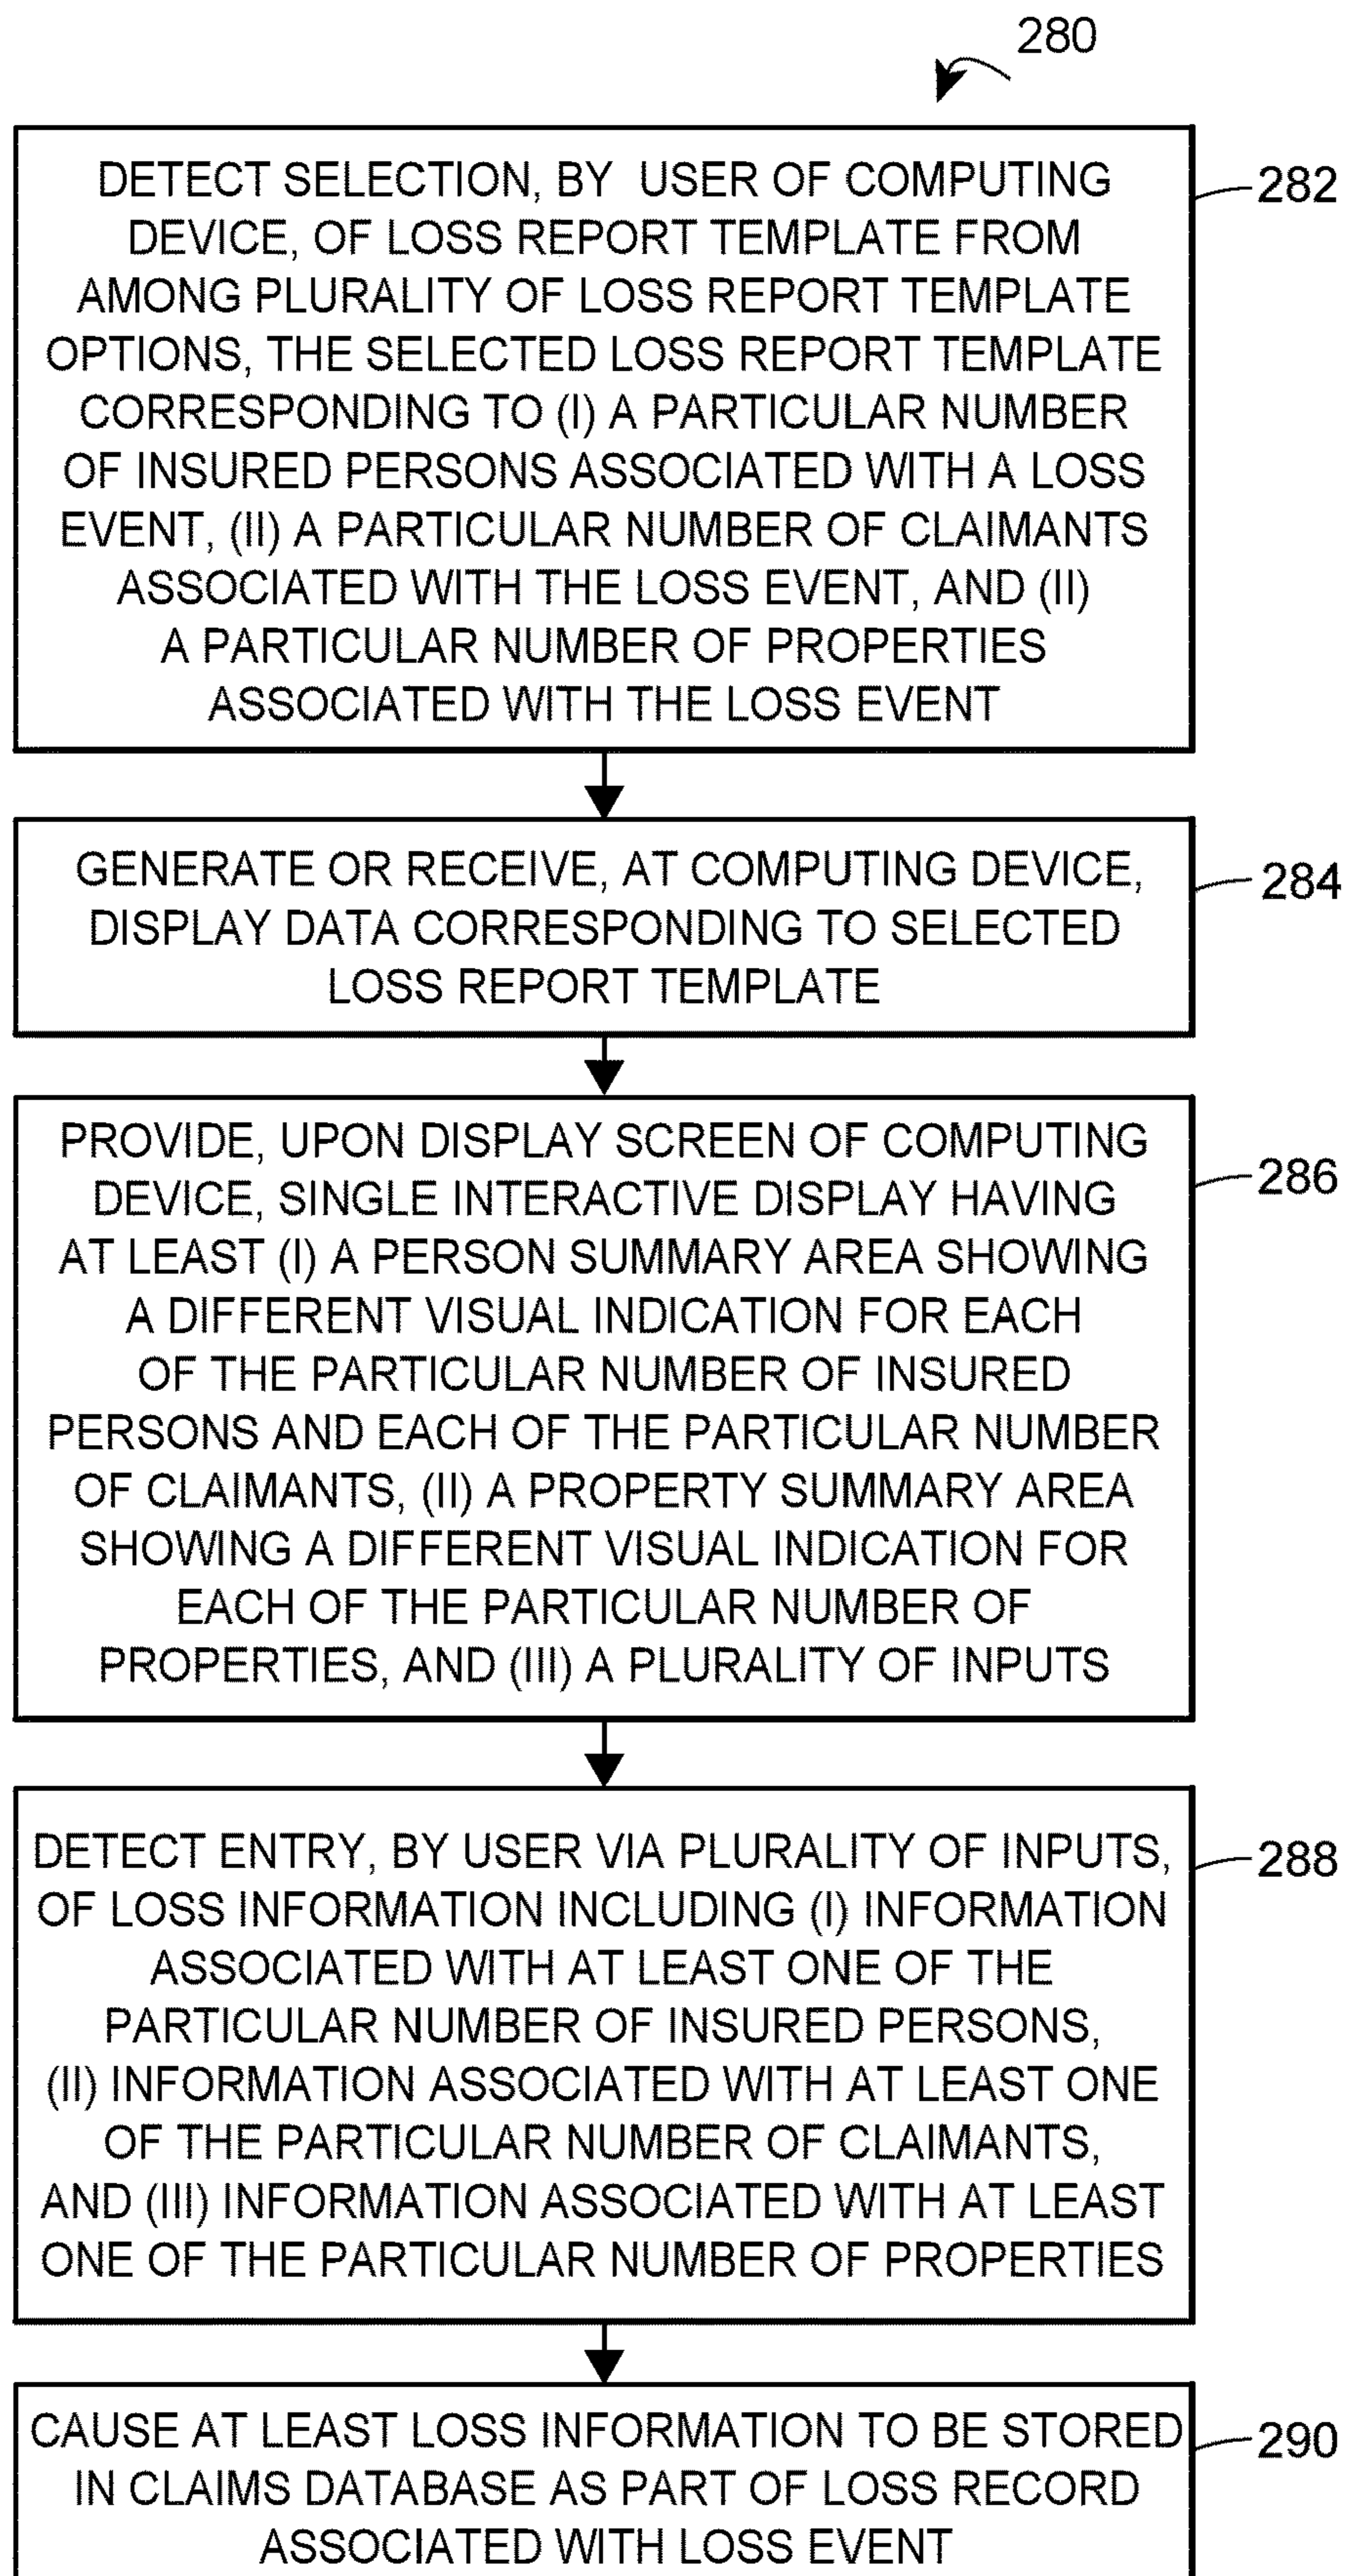 280
DETECT SELECTION, BY USER OF COMPUTING
DEVICE, OF LOSS REPORT TEMPLATE FROM
AMONG PLURALITY OF LOSS REPORT TEMPLATE
OPTIONS, THE SELECTED LOSS REPORT TEMPLATE
CORRESPONDING TO (I) A PARTICULAR NUMBER
OF INSURED PERSONS ASSOCIATED WITH A LOSS
EVENT, (II) A PARTICULAR NUMBER OF CLAIMANTS
ASSOCIATED WITH THE LOSS EVENT, AND (II)
A PARTICULAR NUMBER OF PROPERTIES
ASSOCIATED WITH THE LOSS EVENT
282
GENERATE OR RECEIVE, AT COMPUTING DEVICE,
DISPLAY DATA CORRESPONDING TO SELECTED
LOSS REPORT TEMPLATE
284
PROVIDE, UPON DISPLAY SCREEN OF COMPUTING
DEVICE, SINGLE INTERACTIVE DISPLAY HAVING
AT LEAST (I) A PERSON SUMMARY AREA SHOWING
A DIFFERENT VISUAL INDICATION FOR EACH
OF THE PARTICULAR NUMBER OF INSURED
PERSONS AND EACH OF THE PARTICULAR NUMBER
OF CLAIMANTS, (II) A PROPERTY SUMMARY AREA
SHOWING A DIFFERENT VISUAL INDICATION FOR
EACH OF THE PARTICULAR NUMBER OF
PROPERTIES, AND (III) A PLURALITY OF INPUTS
286
DETECT ENTRY, BY USER VIA PLURALITY OF INPUTS,
OF LOSS INFORMATION INCLUDING (I) INFORMATION
ASSOCIATED WITH AT LEAST ONE OF THE
PARTICULAR NUMBER OF INSURED PERSONS,
(II) INFORMATION ASSOCIATED WITH AT LEAST ONE
OF THE PARTICULAR NUMBER OF CLAIMANTS,
AND (III) INFORMATION ASSOCIATED WITH AT LEAST
ONE OF THE PARTICULAR NUMBER OF PROPERTIES
288
CAUSE AT LEAST LOSS INFORMATION TO BE STORED
IN CLAIMS DATABASE AS PART OF LOSS RECORD
ASSOCIATED WITH LOSS EVENT
290